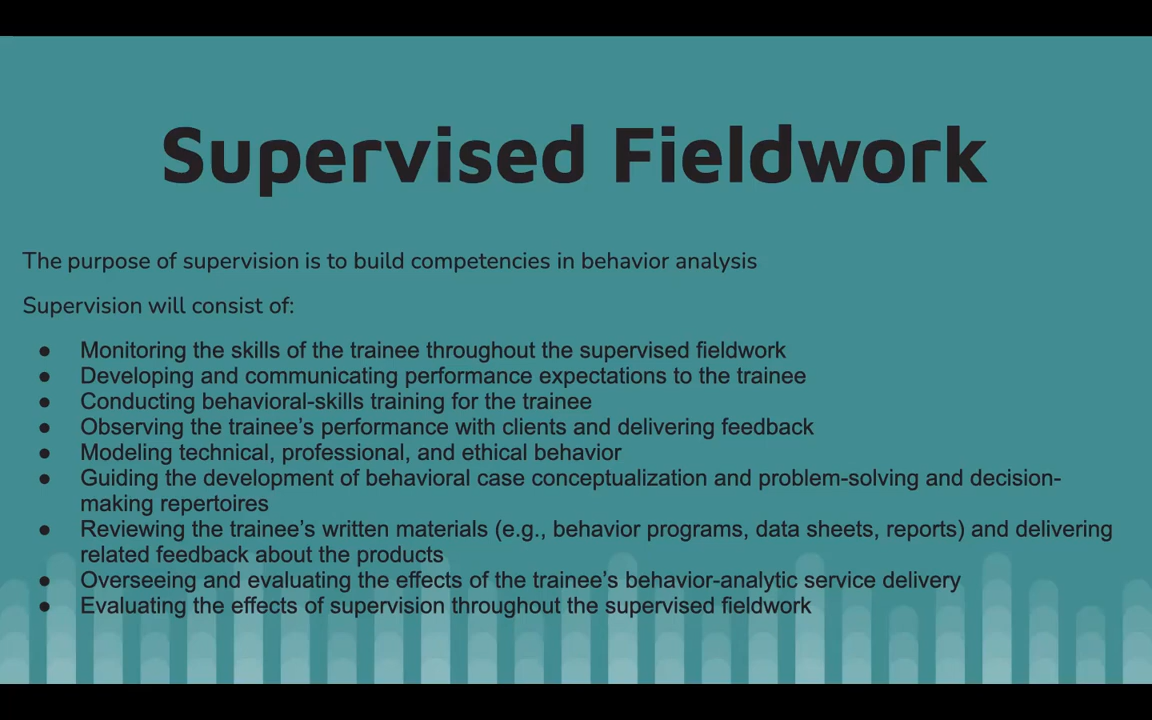 Supervised Fieldwork
The purpose of supervision is to build competencies in behavior analysis
Supervision will consist of:
● Monitoring the skills of the trainee throughout the supervised fieldwork
● Developing and communicating performance expectations to the trainee
● Conducting behavioral-skills training for the trainee
● Observing the trainee’s performance with clients and delivering feedback
● Modeling technical, professional, and ethical behavior
● Guiding the development of behavioral case conceptualization and problem-solving and decision-
making repertoires
● Reviewing the trainee’s written materials (e.g., behavior programs, data sheets, reports) and delivering
related feedback about the products
● Overseeing and evaluating the effects of the trainee’s behavior-analytic service delivery
● Evaluating the effects of supervision throughout the supervised fieldwork